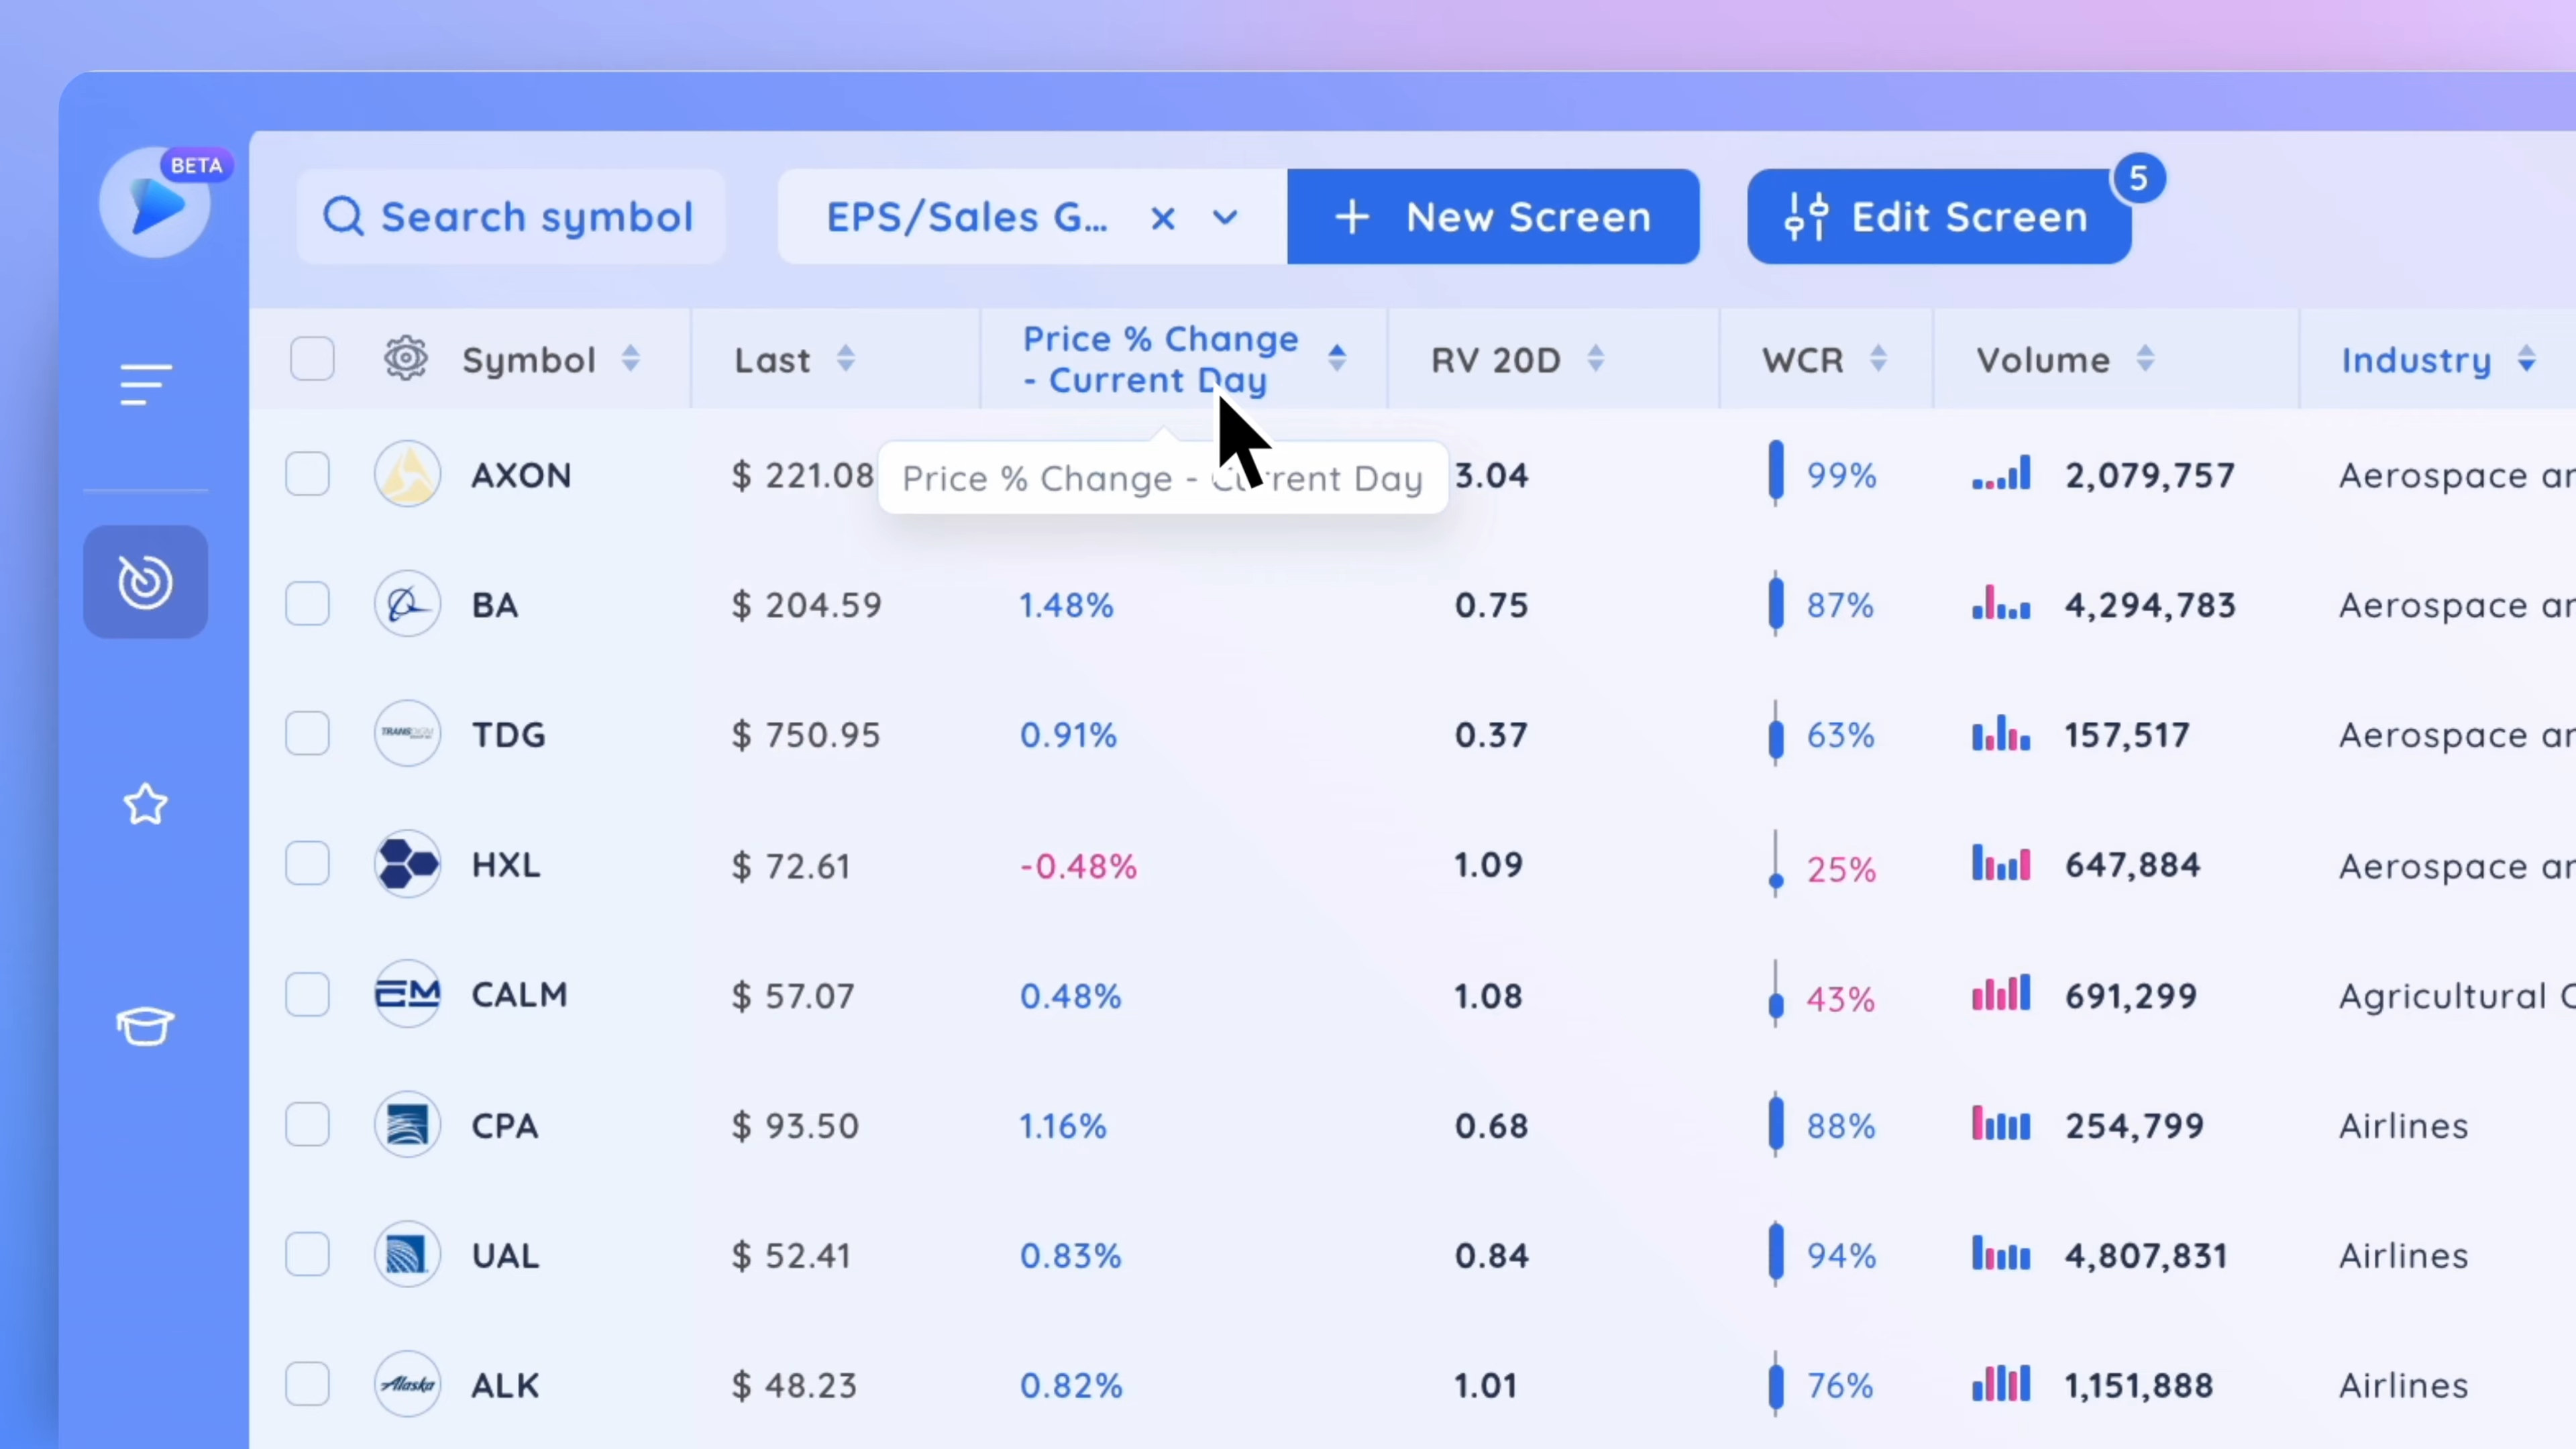 BETA
Search symbol
EPS/Sales G...
New Screen
Edit Screen
5
Symbol
Last
Price % Change
- Current Day
RV 20D
WCR
Volume
Industry
Price % Change - Current Day
AXON $ 221.08 3.04 99% 2,079,757 Aerospace
BA $ 204.59 1.48% 0.75 87% 4,294,783 Aerospace
TDG $ 750.95 0.91% 0.37 63% 157,517 Aerospace
HXL $ 72.61 -0.48% 1.09 25% 647,884 Aerospace
CALM $ 57.07 0.48% 1.08 43% 691,299 Agricultural
CPA $ 93.50 1.16% 0.68 88% 254,799 Airlines
UAL $ 52.41 0.83% 0.84 94% 4,807,831 Airlines
Alaska ALK $ 48.23 0.82% 1.01 76% 1,151,888 Airlines